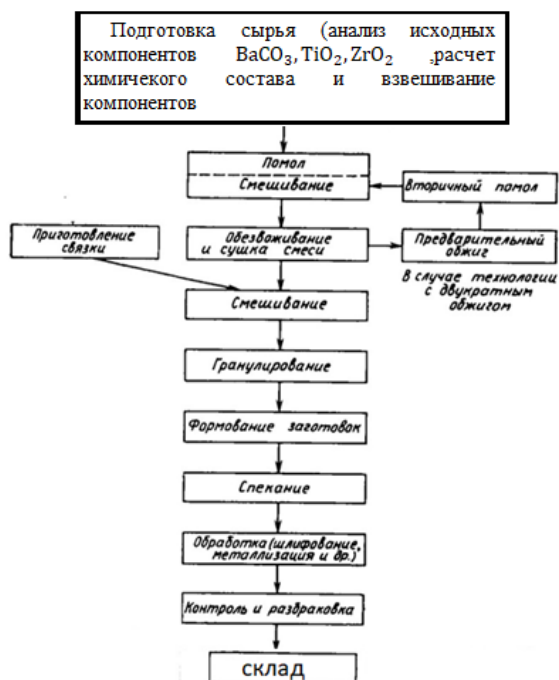 Подготовка сырья (анализ исходных
компонентов BaCO₃, TiO₂, ZrO₂ ,расчет
химичекого состава и взвешивание
компонентов
Помол
Смешивание
Вторичный помол
Приготовление
связки
Обезвоживание
и сушка смеси
Предварительный
обжиг
В случае технологии
с двукратным
обжигом
Смешивание
Гранулирование
Формование заготовок
Спекание
Обработка (шлифование,
металлизация и др.)
Контроль и разбраковка
склад